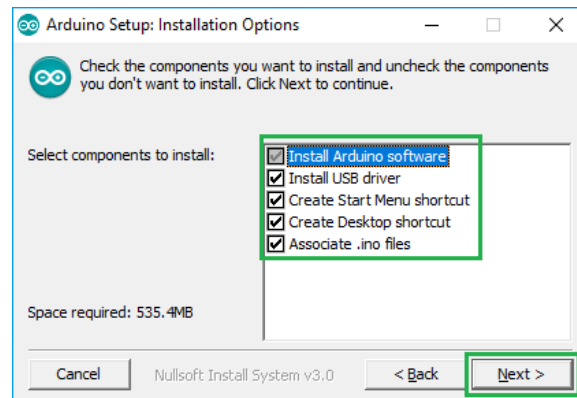 Arduino Setup: Installation Options
Check the components you want to install and uncheck the components
you don't want to install. Click Next to continue.
Select components to install:
Install Arduino software
Install USB driver
Create Start Menu shortcut
Create Desktop shortcut
Associate .ino files
Space required: 535.4MB
Cancel
Nullsoft Install System v3.0
< Back
Next >